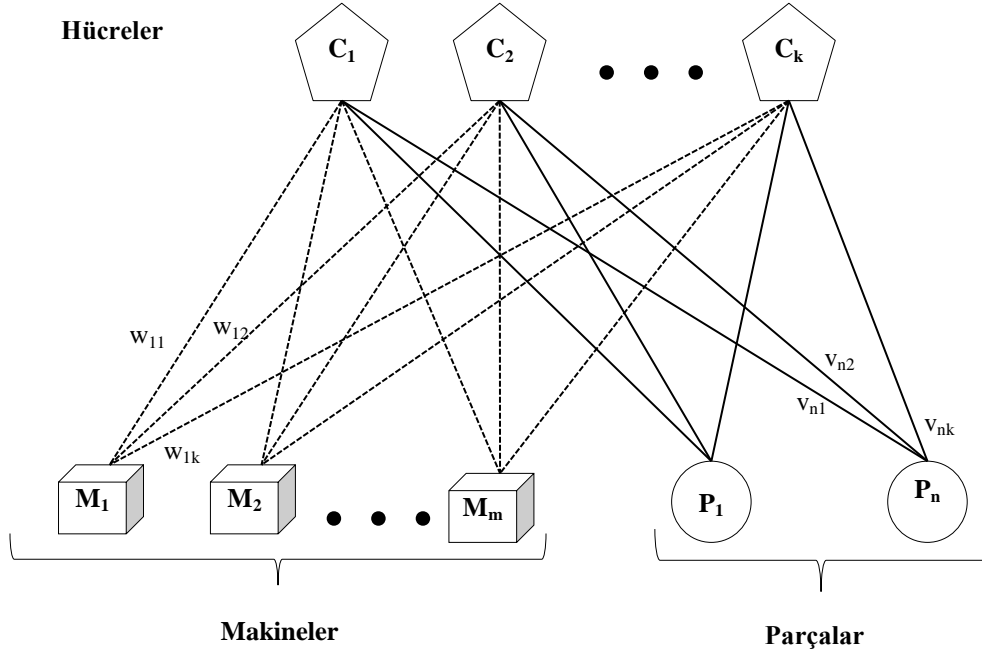 Hücreler
C1
C2
Ck
w11
w12
w1k
vn1
vn2
vnk
M1
M2
Mm
P1
Pn
Makineler
Parçalar